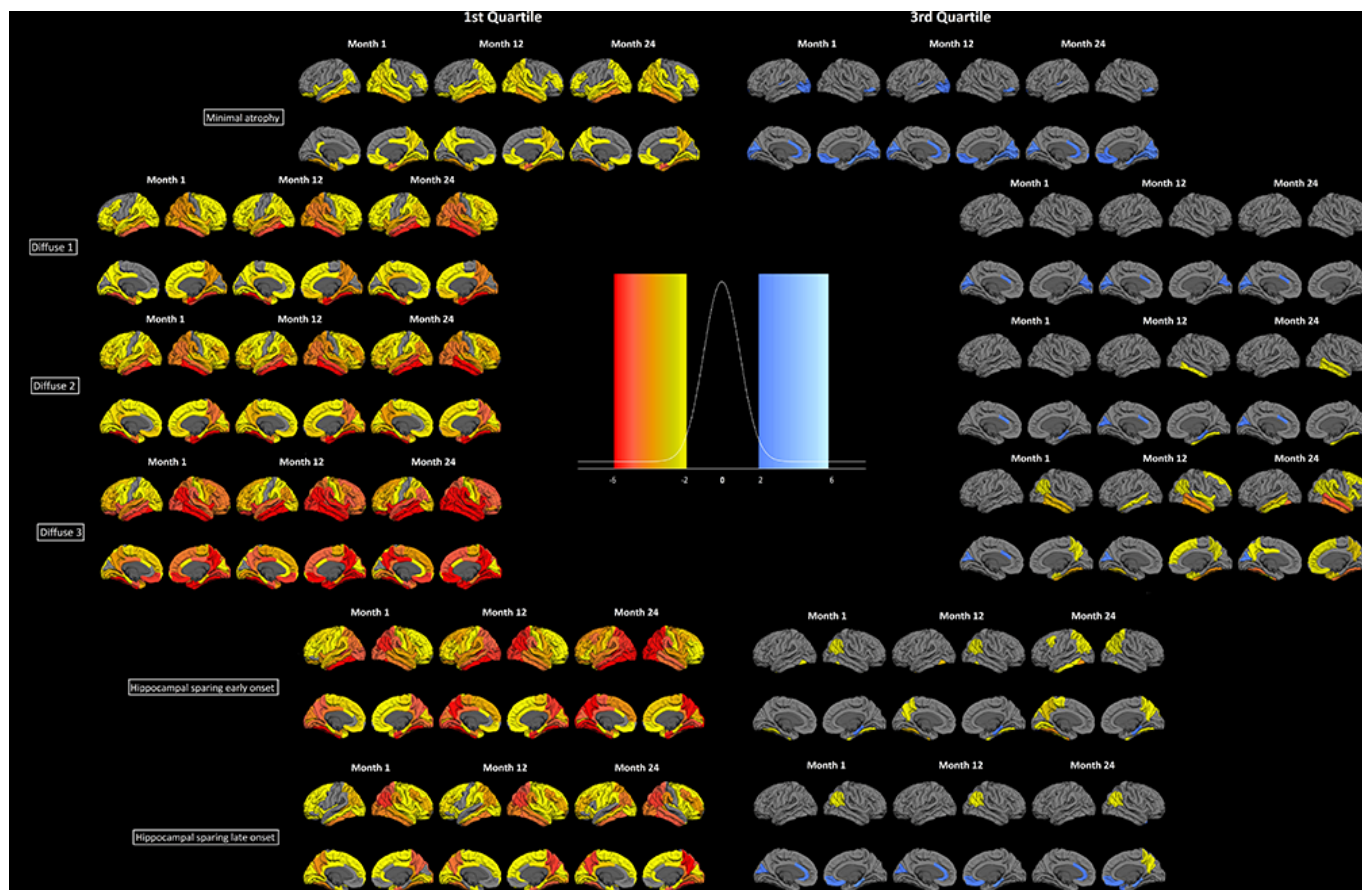 1st Quartile 3rd Quartile
Month 1 Month 12 Month 24 Month 1 Month 12 Month 24
Minimal atrophy
Month 1 Month 12 Month 24 Month 1 Month 12 Month 24
Diffuse 1
Month 1 Month 12 Month 24 Month 1 Month 12 Month 24
Diffuse 2
Month 1 Month 12 Month 24 Month 1 Month 12 Month 24
Diffuse 3
-5 -2 0 2 6
Month 1 Month 12 Month 24 Month 1 Month 12 Month 24
Hippocampal sparing early onset
Month 1 Month 12 Month 24 Month 1 Month 12 Month 24
Hippocampal sparing late onset